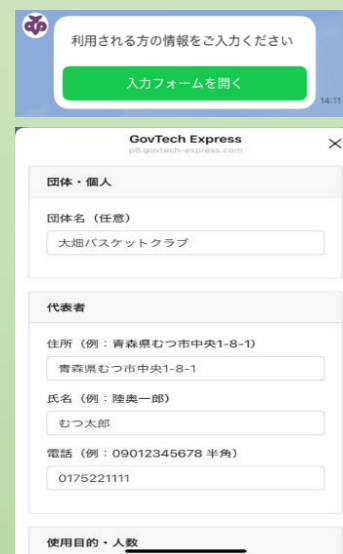 利用される方の情報をご入力ください
入力フォームを開く
14:11
GovTech Express
p8.govtech-express.com
団体・個人
団体名（任意）
大畑バスケットクラブ
代表者
住所（例：青森県むつ市中央1-8-1）
青森県むつ市中央1-8-1
氏名（例：陸奥一郎）
むつ太郎
電話（例：09012345678 半角）
0175221111
使用目的・人数